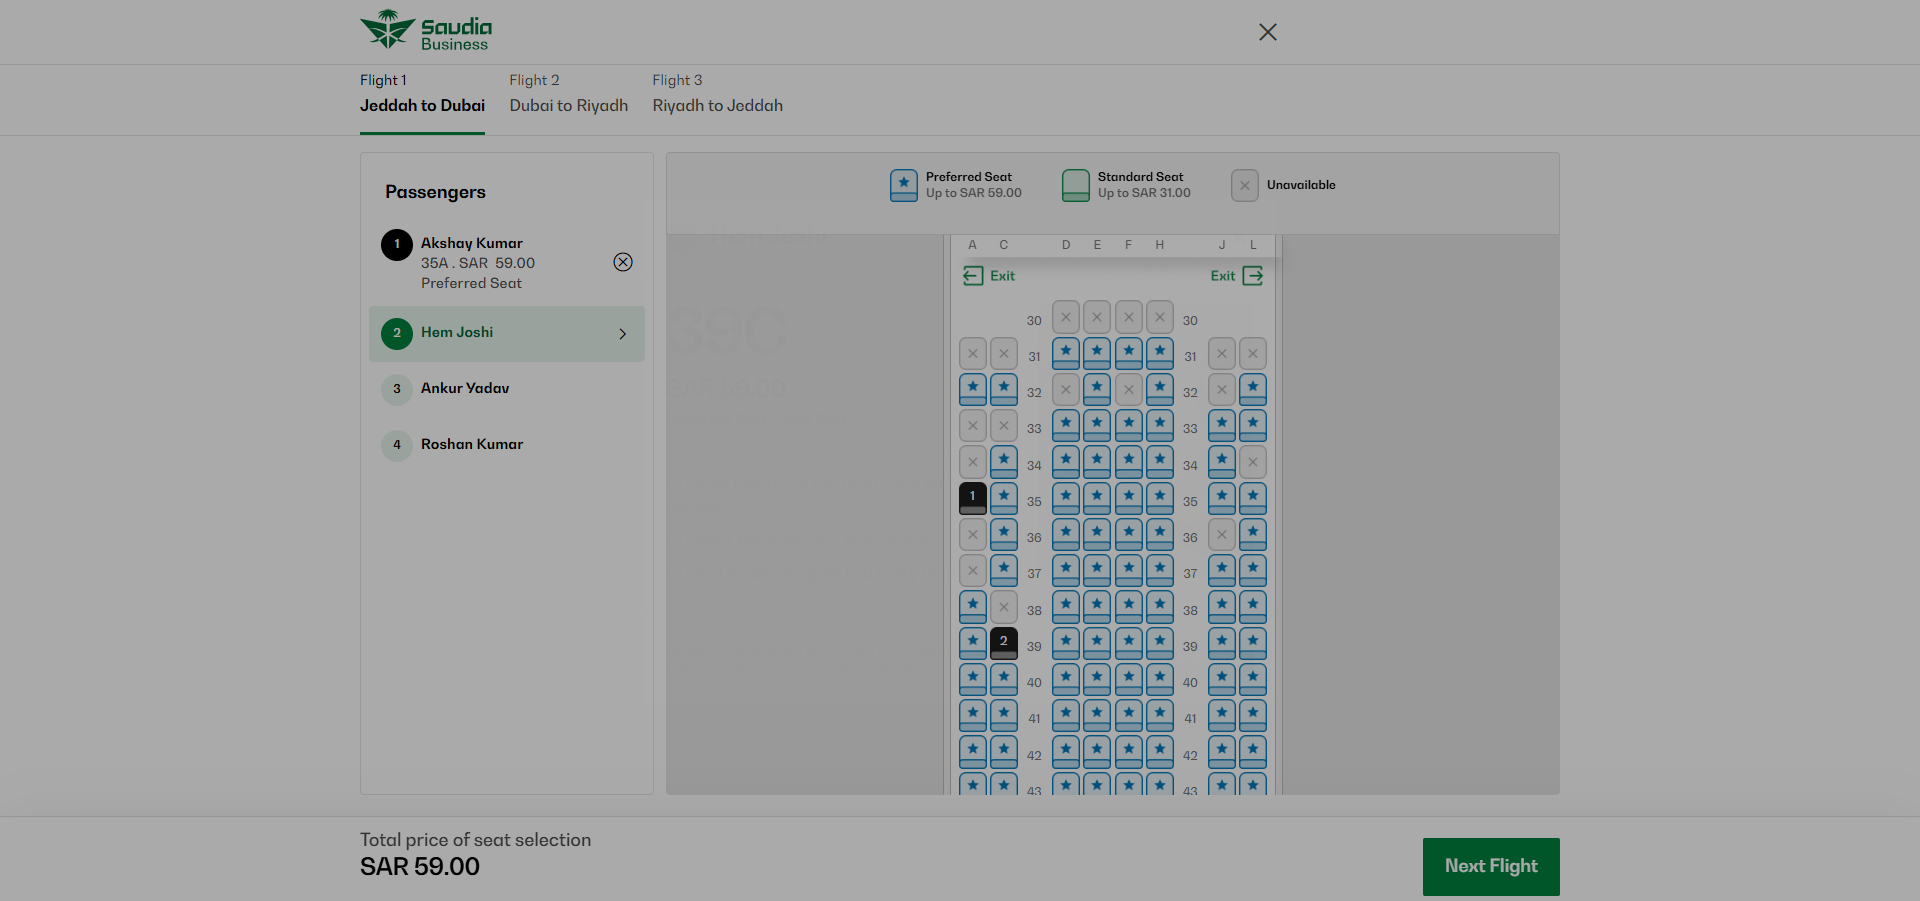 Saudia
Business
Flight 1
Jeddah to Dubai
Flight 2
Dubai to Riyadh
Flight 3
Riyadh to Jeddah
Passengers
1
Akshay Kumar
35A . SAR 59.00
Preferred Seat
2
Hem Joshi
3
Ankur Yadav
4
Roshan Kumar
Preferred Seat
Up to SAR 59.00
Standard Seat
Up to SAR 31.00
Unavailable
A C D E F H J L
Exit Exit
39C
SAR 59.00
30 30
31 31
32 32
33 33
34 34
1 35 35
36 36
37 37
38 38
2 39 39
40 40
41 41
42 42
43 43
Total price of seat selection
SAR 59.00
Next Flight